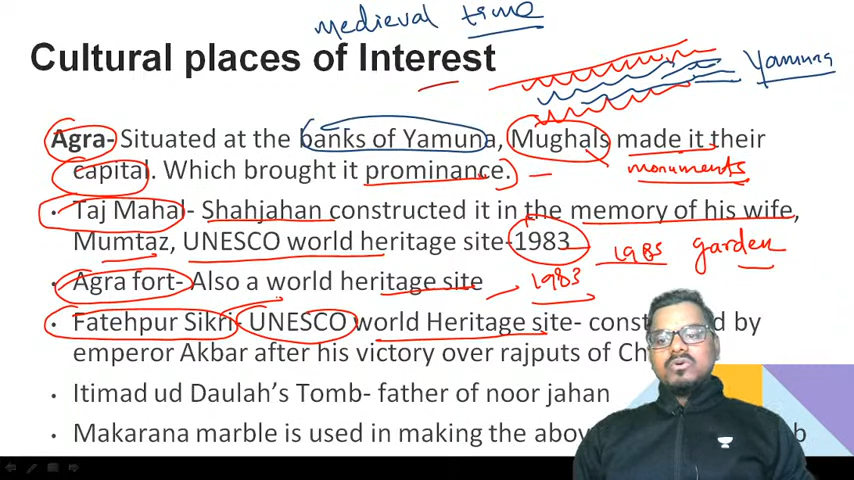 medieval time
Cultural places of Interest
Yamuna
Agra- Situated at the banks of Yamuna, Mughals made it their
capital. Which brought it prominance.
monuments
Taj Mahal- Shahjahan constructed it in the memory of his wife,
Mumtaz, UNESCO world heritage site-1983
1985 garden
Agra fort- Also a world heritage site
1983
Fatehpur Sikri- UNESCO world Heritage site- by
emperor Akbar after his victory over rajputs of
Itimad ud Daulah's Tomb- father of noor jahan
Makarana marble is used in making the